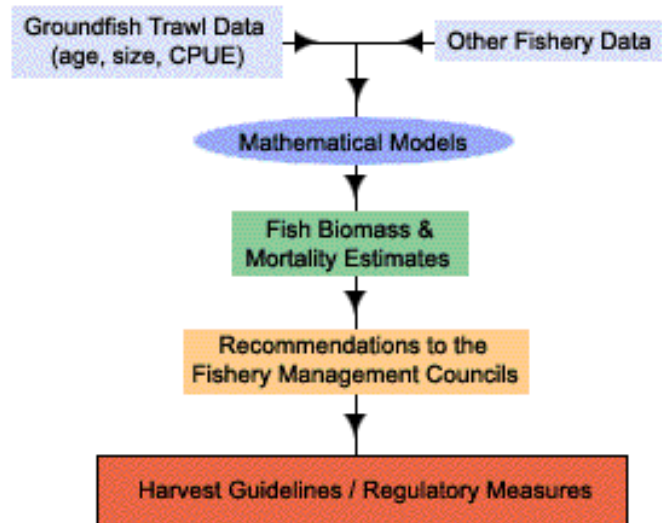 Groundfish Trawl Data
(age, size, CPUE)
Other Fishery Data
Mathematical Models
Fish Biomass &
Mortality Estimates
Recommendations to the
Fishery Management Councils
Harvest Guidelines / Regulatory Measures